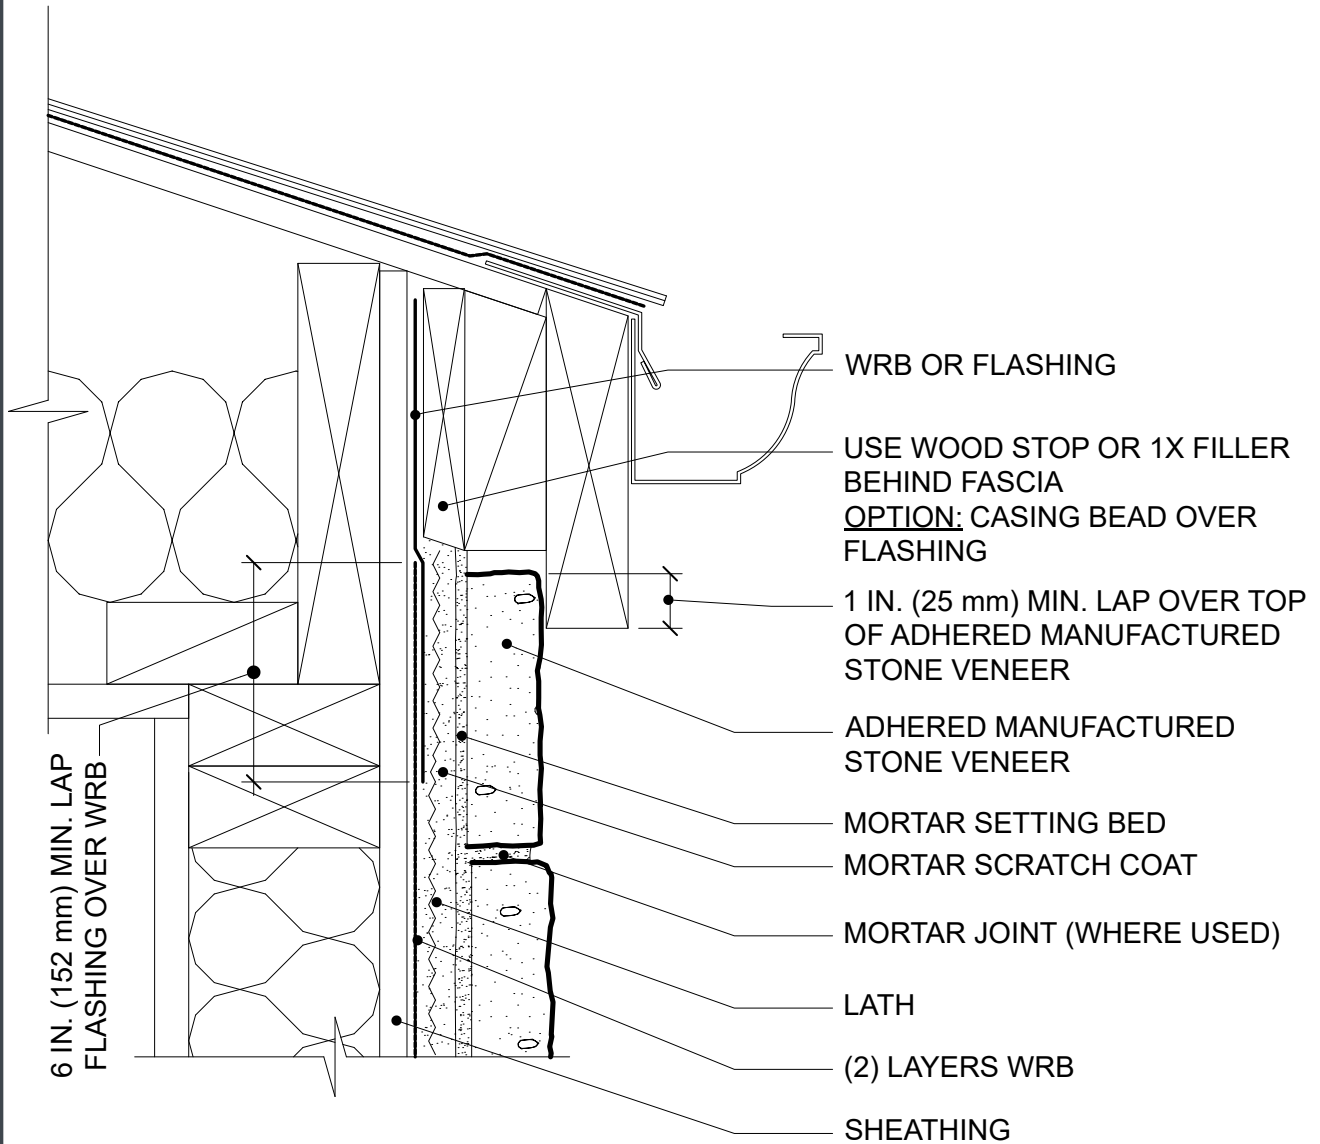 WRB OR FLASHING
USE WOOD STOP OR 1X FILLER
BEHIND FASCIA
OPTION: CASING BEAD OVER
FLASHING
1 IN. (25 mm) MIN. LAP OVER TOP
OF ADHERED MANUFACTURED
STONE VENEER
ADHERED MANUFACTURED
STONE VENEER
MORTAR SETTING BED
MORTAR SCRATCH COAT
MORTAR JOINT (WHERE USED)
LATH
(2) LAYERS WRB
SHEATHING
6 IN. (152 mm) MIN. LAP
FLASHING OVER WRB